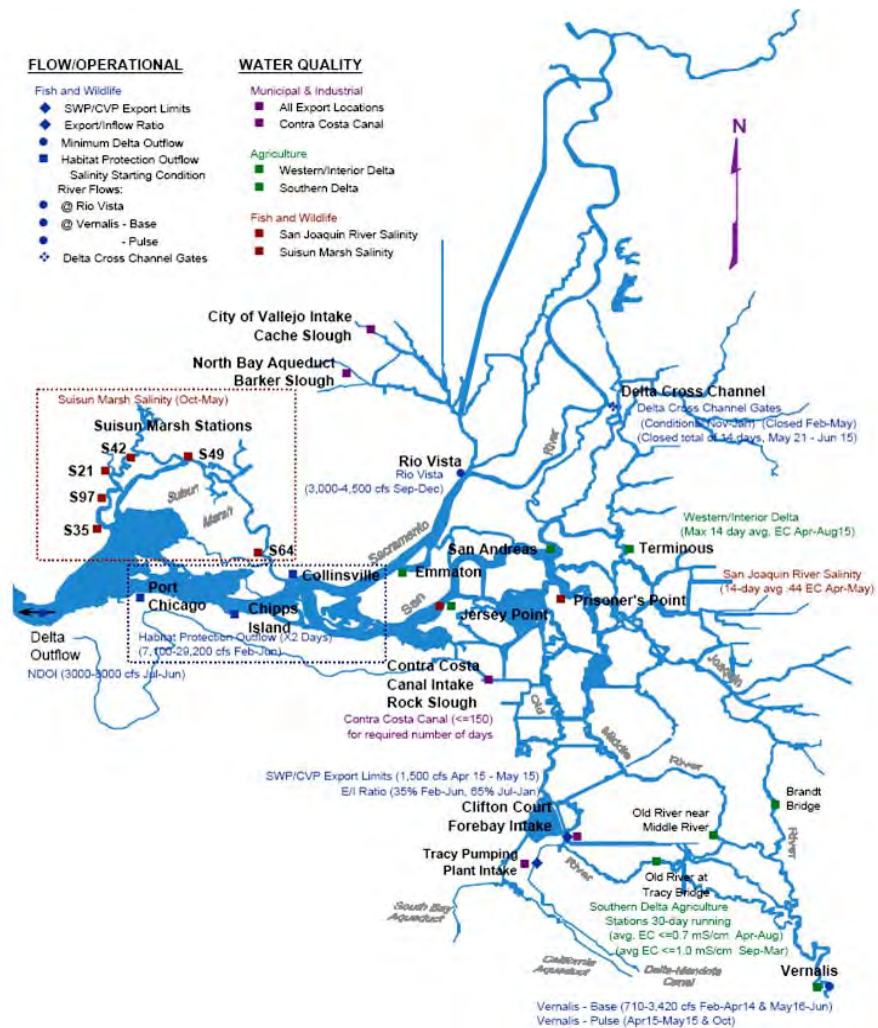 FLOW/OPERATIONAL
Fish and Wildlife
SWP/CVP Export Limits
Export/Inflow Ratio
Minimum Delta Outflow
Habitat Protection Outflow
Salinity Starting Condition
River Flows:
@ Rio Vista
@ Vernalis - Base
- Pulse
Delta Cross Channel Gates
WATER QUALITY
Municipal & Industrial
All Export Locations
Contra Costa Canal
Agriculture
Western/Interior Delta
Southern Delta
Fish and Wildlife
San Joaquin River Salinity
Suisun Marsh Salinity
N
City of Vallejo Intake
Cache Slough
North Bay Aqueduct
Barker Slough
Delta Cross Channel
Delta Cross Channel Gates
(Conditional Nov-Jan) (Closed Feb-May)
(Closed total of 14 days, May 21 - Jun 15)
Suisun Marsh Salinity (Oct-May)
Suisun Marsh Stations
S42
S49
S21
S97
S35
S64
Suisun
Marsh
River
Rio Vista
Rio Vista
(3,000-4,500 cfs Sep-Dec)
Sacramento
Western/Interior Delta
(Max 14 day avg. EC Apr-Aug15)
San Andreas
Terminous
Collinsville
Emmaton
San Joaquin River Salinity
(14-day avg .44 EC Apr-May)
Port
Chicago
Chipps
Island
San
Jersey Point
Prisoner's Point
Delta
Outflow
NDOI (3000-8000 cfs Jul-Jun)
Habitat Protection Outflow (X2 Days)
(7,100-29,200 cfs Feb-Jun)
Contra Costa
Canal Intake
Rock Slough
Joaquin
Contra Costa Canal (<=150)
for required number of days
Old
Middle
River
SWP/CVP Export Limits (1,500 cfs Apr 15 - May 15)
E/I Ratio (35% Feb-Jun, 65% Jul-Jan)
Clifton Court
Forebay Intake
Old River near
Middle River
Brandt
Bridge
River
Tracy Pumping
Plant Intake
River
Old River at
Tracy Bridge
South Bay
Aqueduct
Southern Delta Agriculture
Stations 30-day running
(avg. EC <=0.7 mS/cm Apr-Aug)
(avg EC <=1.0 mS/cm Sep-Mar)
California
Aqueduct
Delta-Mendota
Canal
Vernalis
Vernalis - Base (710-3,420 cfs Feb-Apr14 & May16-Jun)
Vernalis - Pulse (Apr15-May15 & Oct)